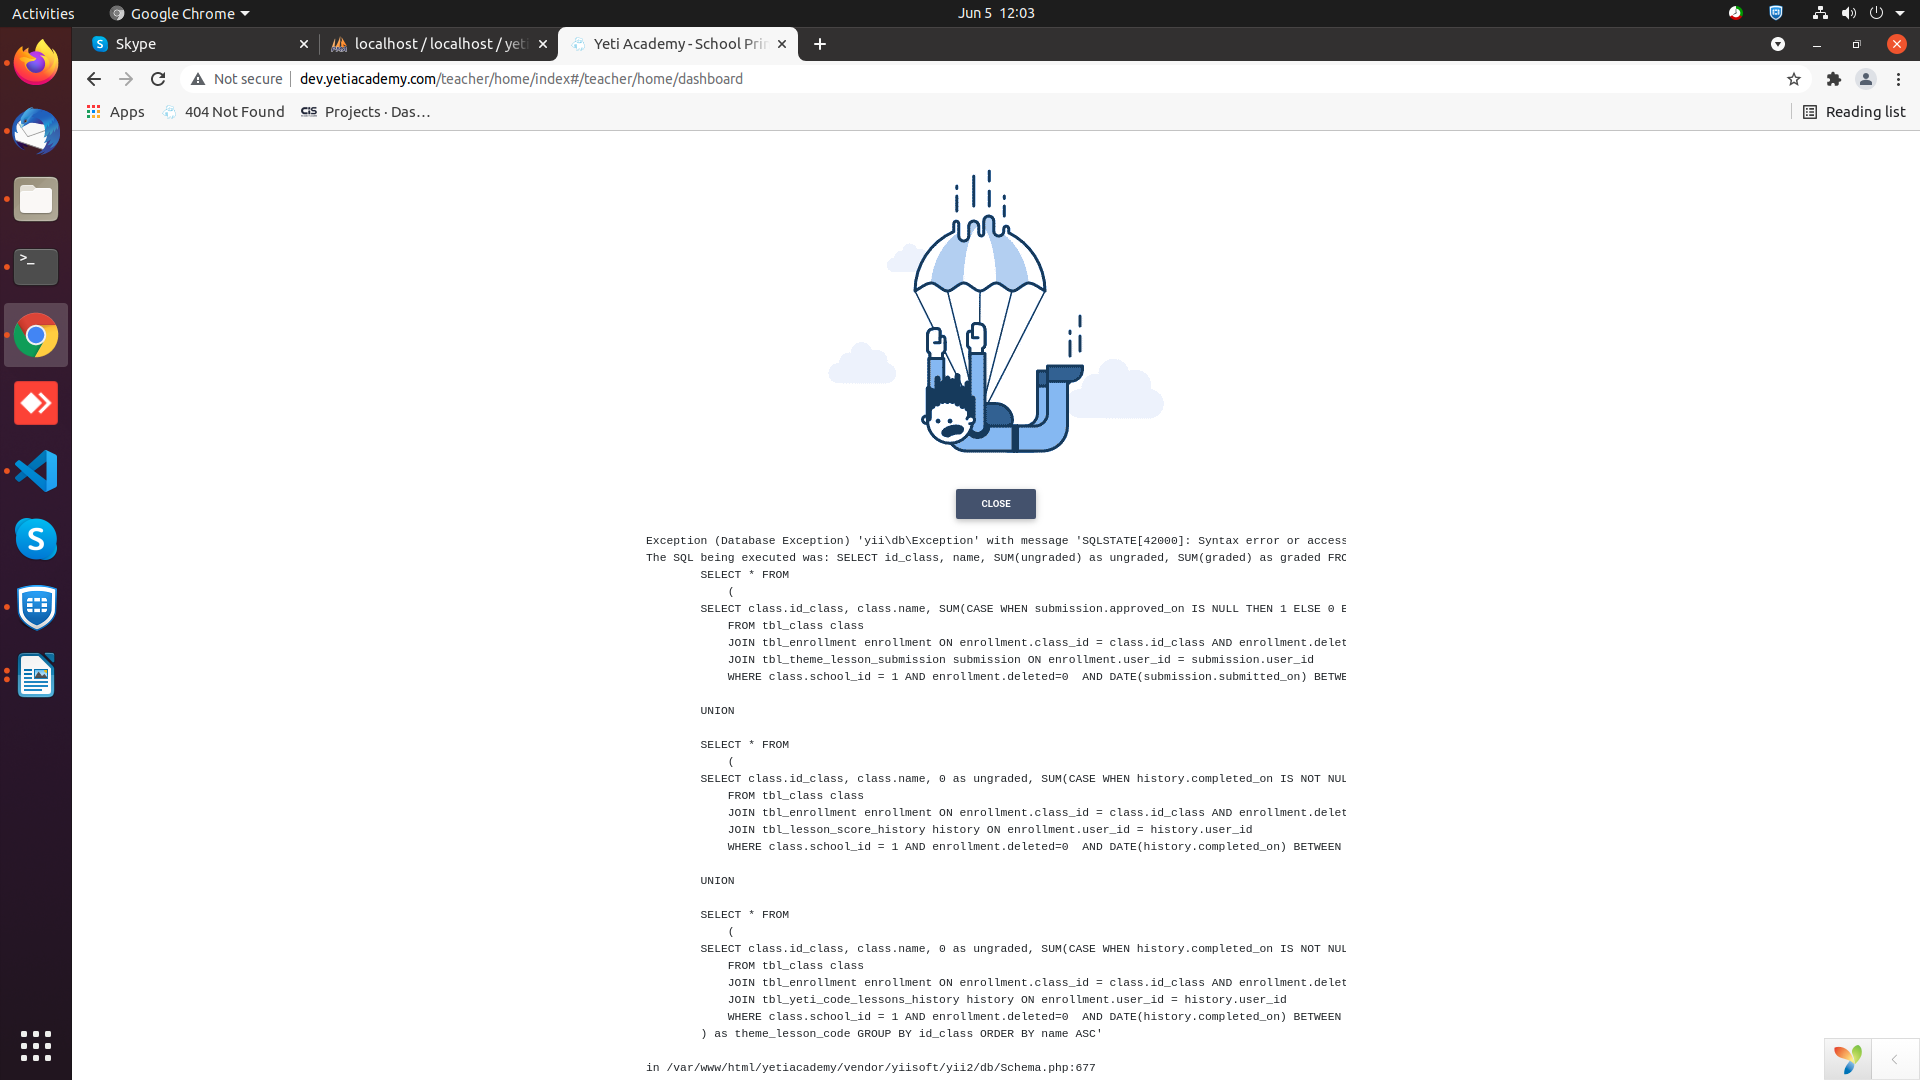 Activities
Google Chrome
Jun 5 12:03
Skype
localhost / localhost / yeti
Yeti Academy - School Prin
Not secure
dev.yetiacademy.com/teacher/home/index#/teacher/home/dashboard
Apps
404 Not Found
CiS
Projects · Das…
Reading list
CLOSE
Exception (Database Exception) 'yii\db\Exception' with message 'SQLSTATE[42000]: Syntax error or access
The SQL being executed was: SELECT id_class, name, SUM(ungraded) as ungraded, SUM(graded) as graded FRO
SELECT * FROM
(
SELECT class.id_class, class.name, SUM(CASE WHEN submission.approved_on IS NULL THEN 1 ELSE 0 E
FROM tbl_class class
JOIN tbl_enrollment enrollment ON enrollment.class_id = class.id_class AND enrollment.delet
JOIN tbl_theme_lesson_submission submission ON enrollment.user_id = submission.user_id
WHERE class.school_id = 1 AND enrollment.deleted=0  AND DATE(submission.submitted_on) BETWE
UNION
SELECT * FROM
(
SELECT class.id_class, class.name, 0 as ungraded, SUM(CASE WHEN history.completed_on IS NOT NUL
FROM tbl_class class
JOIN tbl_enrollment enrollment ON enrollment.class_id = class.id_class AND enrollment.delet
JOIN tbl_lesson_score_history history ON enrollment.user_id = history.user_id
WHERE class.school_id = 1 AND enrollment.deleted=0  AND DATE(history.completed_on) BETWEEN
UNION
SELECT * FROM
(
SELECT class.id_class, class.name, 0 as ungraded, SUM(CASE WHEN history.completed_on IS NOT NUL
FROM tbl_class class
JOIN tbl_enrollment enrollment ON enrollment.class_id = class.id_class AND enrollment.delet
JOIN tbl_yeti_code_lessons_history history ON enrollment.user_id = history.user_id
WHERE class.school_id = 1 AND enrollment.deleted=0  AND DATE(history.completed_on) BETWEEN
) as theme_lesson_code GROUP BY id_class ORDER BY name ASC'
in /var/www/html/yetiacademy/vendor/yiisoft/yii2/db/Schema.php:677